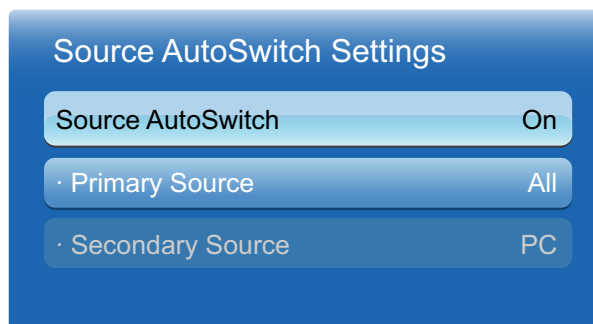 Source AutoSwitch Settings
Source AutoSwitch On
· Primary Source All
· Secondary Source PC